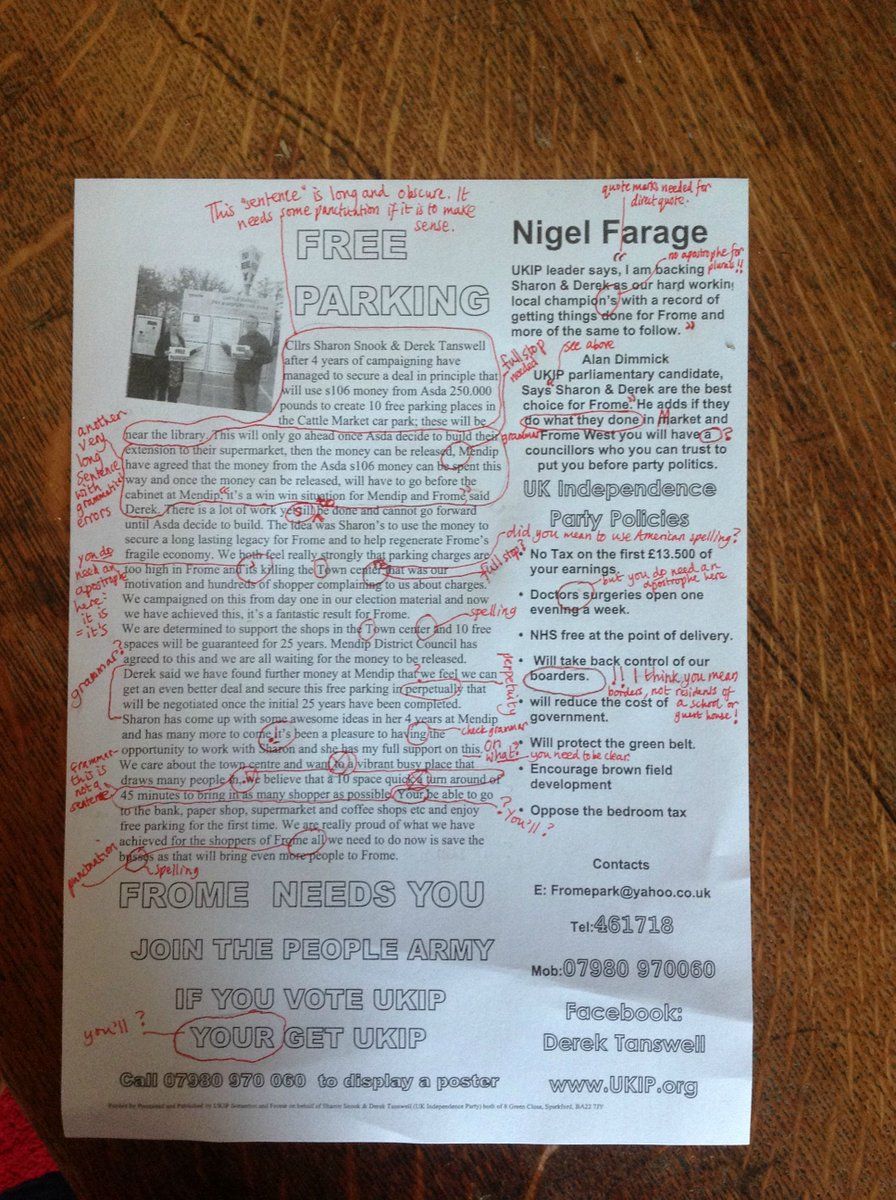 This "sentence" is long and obscure. It
needs some punctuation if it is to make
sense.
FREE
PARKING
Cllrs Sharon Snook & Derek Tanswell
after 4 years of campaigning have
managed to secure a deal in principle that
will use s106 money from Asda 250.000
pounds to create 10 free parking places in
the Cattle Market car park; these will be
near the library. This will only go ahead once Asda decide to build their
extension to their supermarket, then the money can be released, Mendip
have agreed that the money from the Asda s106 money can be spent this
way and once the money can be released, will have to go before the
cabinet at Mendip, it's a win win situation for Mendip and Frome, said
Derek. There is a lot of work yet ill be done and cannot go forward
until Asda decide to build. The idea was Sharon's to use the money to
secure a long lasting legacy for Frome and to help regenerate Frome's
fragile economy. We both feel really strongly that parking charges are
too high in Frome and its killing the Town center that was our
motivation and hundreds of shopper complaining to us about charges.
We campaigned on this from day one in our election material and now
we have achieved this, it's a fantastic result for Frome.
We are determined to support the shops in the Town center and 10 free
spaces will be guaranteed for 25 years. Mendip District Council has
agreed to this and we are all waiting for the money to be released.
Derek said we have found further money at Mendip that we feel we can
get an even better deal and secure this free parking in perpetually that
will be negotiated once the initial 25 years have been completed.
Sharon has come up with some awesome ideas in her 4 years at Mendip
and has many more to come it's been a pleasure to having the
opportunity to work with Sharon and she has my full support on this.
We care about the town centre and want to a vibrant busy place that
draws many people in, we believe that a 10 space quick turn around of
45 minutes to bring in as many shopper as possible. Your be able to go
to the bank, paper shop, supermarket and coffee shops etc and enjoy
free parking for the first time. We are really proud of what we have
achieved for the shoppers of Frome all we need to do now is save the
busses as that will bring even more people to Frome.
another
very
long
sentence
with
grammatical
errors
you do
need an
apostrophe
here:
it is
= it's
grammar?
grammar
this is
not a
sentence
punctuation
spelling
full stop
needed
grammar
did you mean to use American spelling?
full stop?
spelling
perpetuity
check grammar
on
what?
you need to be clear
? You'll?
FROME NEEDS YOU
JOIN THE PEOPLE ARMY
IF YOU VOTE UKIP
you'll?
YOUR GET UKIP
Call 07980 970 060 to display a poster
quote marks needed for
direct quote.
Nigel Farage
no apostrophe for
plurals!!
UKIP leader says, I am backing
Sharon & Derek as our hard working
local champion's with a record of
getting things done for Frome and
more of the same to follow. "
see above
Alan Dimmick
UKIP parliamentary candidate,
Says Sharon & Derek are the best
choice for Frome. He adds if they
do what they done in Market and
Frome West you will have a ?
councillors who you can trust to
put you before party politics.
UK Independence
Party Policies
• No Tax on the first £13.500 of
your earnings.
but you do need an
apostrophe here
• Doctors surgeries open one
evening a week.
• NHS free at the point of delivery.
• Will take back control of our
boarders.
!! I think you mean
borders, not residents of
a school or
guest house!
• will reduce the cost of
government.
• Will protect the green belt.
• Encourage brown field
development
• Oppose the bedroom tax
Contacts
E: Fromepark@yahoo.co.uk
Tel:461718
Mob:07980 970060
Facebook:
Derek Tanswell
www.UKIP.org
Printed by Promoted and Published by UKIP Somerton and Frome on behalf of Sharon Snook & Derek Tanswell (UK Independence Party) both of 8 Green Close, Sparkford, BA22 7JY